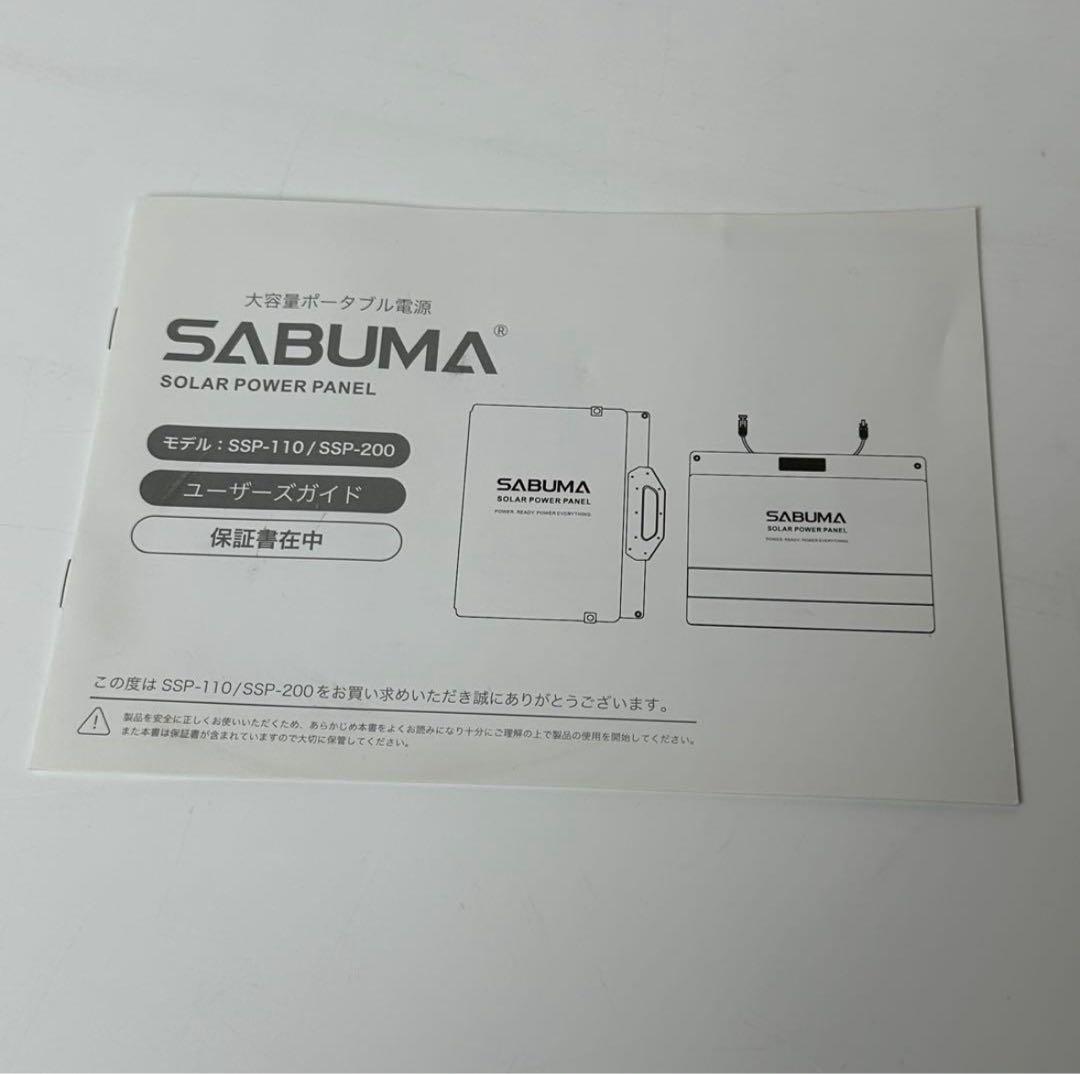 大容量ポータブル電源
SABUMA®
SOLAR POWER PANEL
モデル：SSP-110 / SSP-200
ユーザーズガイド
保証書在中
SABUMA
SOLAR POWER PANEL
POWER. READY. POWER EVERYTHING.
SABUMA
SOLAR POWER PANEL
POWER. READY. POWER EVERYTHING.
この度は SSP-110/SSP-200をお買い求めいただき誠にありがとうございます。
製品を安全に正しくお使いいただくため、あらかじめ本書をよくお読みになり十分にご理解の上で製品の使用を開始してください。
また本書は保証書が含まれていますので大切に保管してください。